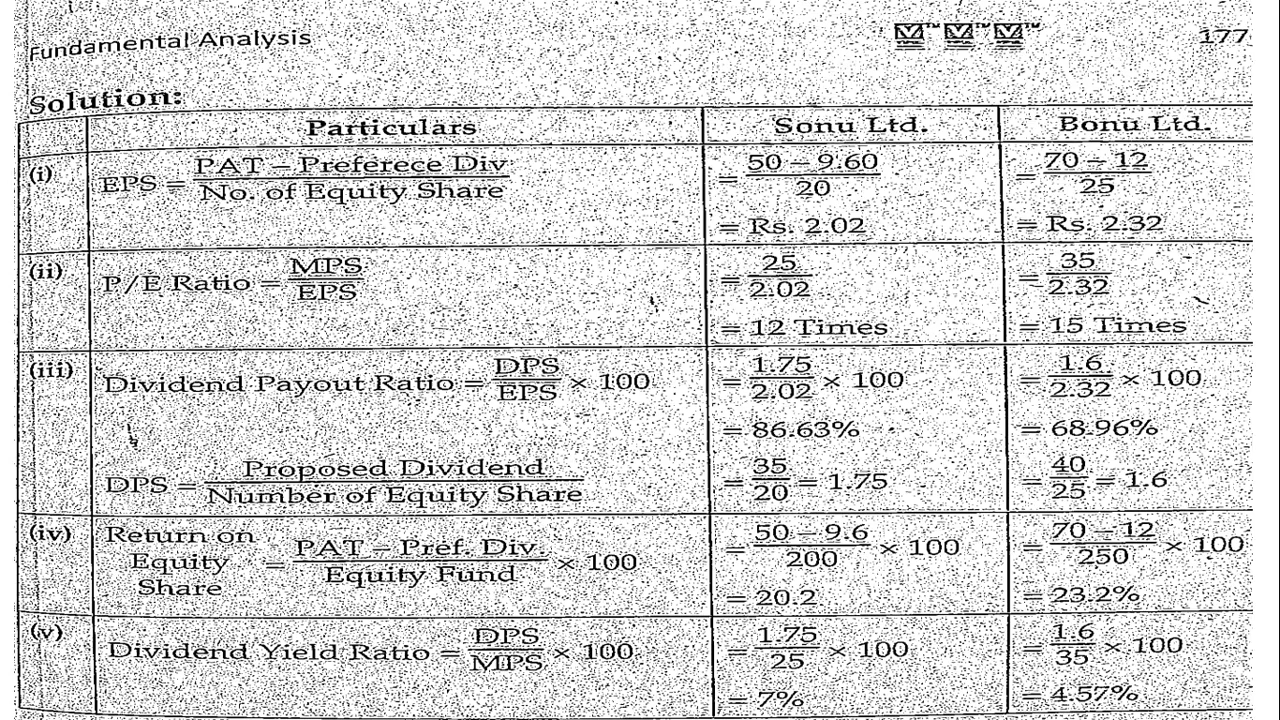 Fundamental Analysis
177
Solution:
Particulars Sonu Ltd. Bonu Ltd.
(i) EPS = PAT – Preferece Div / No. of Equity Share = 50 – 9.60 / 20 = 70 – 12 / 25
= Rs. 2.02 = Rs. 2.32
(ii) P/E Ratio = MPS / EPS = 25 / 2.02 = 35 / 2.32
= 12 Times = 15 Times
(iii) Dividend Payout Ratio = DPS / EPS × 100 = 1.75 / 2.02 × 100 = 1.6 / 2.32 × 100
= 86.63% = 68.96%
DPS = Proposed Dividend / Number of Equity Share = 35 / 20 = 1.75 = 40 / 25 = 1.6
(iv) Return on Equity Share = PAT – Pref. Div. / Equity Fund × 100 = 50 – 9.6 / 200 × 100 = 70 – 12 / 250 × 100
= 20.2 = 23.2%
(v) Dividend Yield Ratio = DPS / MPS × 100 = 1.75 / 25 × 100 = 1.6 / 35 × 100
= 7% = 4.57%